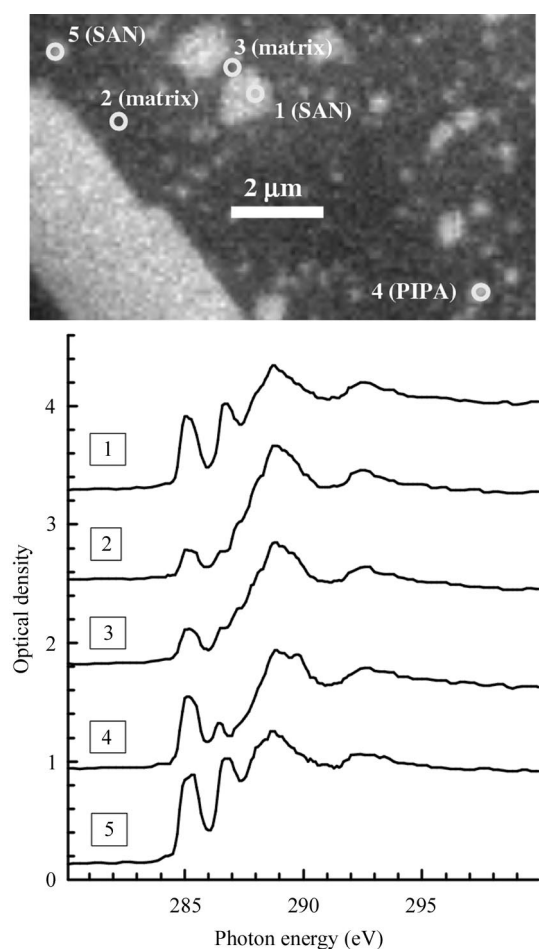 5 (SAN)
3 (matrix)
2 (matrix)
1 (SAN)
2 μm
4 (PIPA)
4
1
3
2
3
2
4
1
5
0
285
290
295
Optical density
Photon energy (eV)